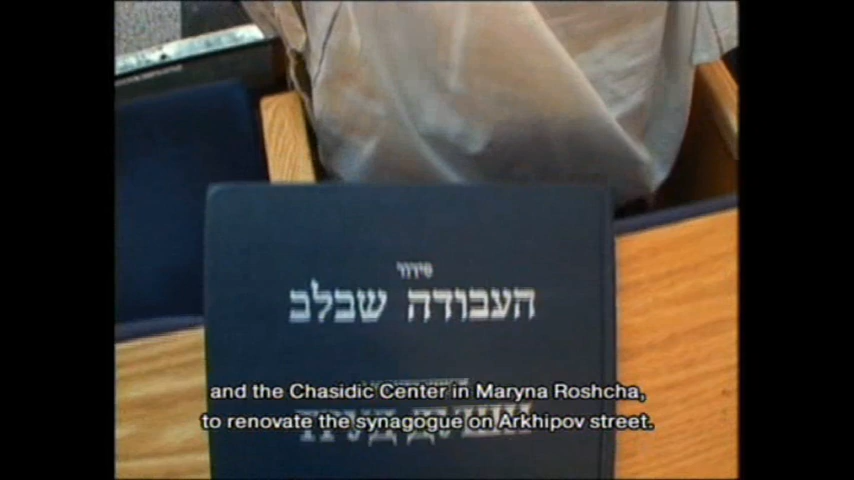 סידור
העבודה שבלב
and the Chasidic Center in Maryna Roshcha,
to renovate the synagogue on Arkhipov street.